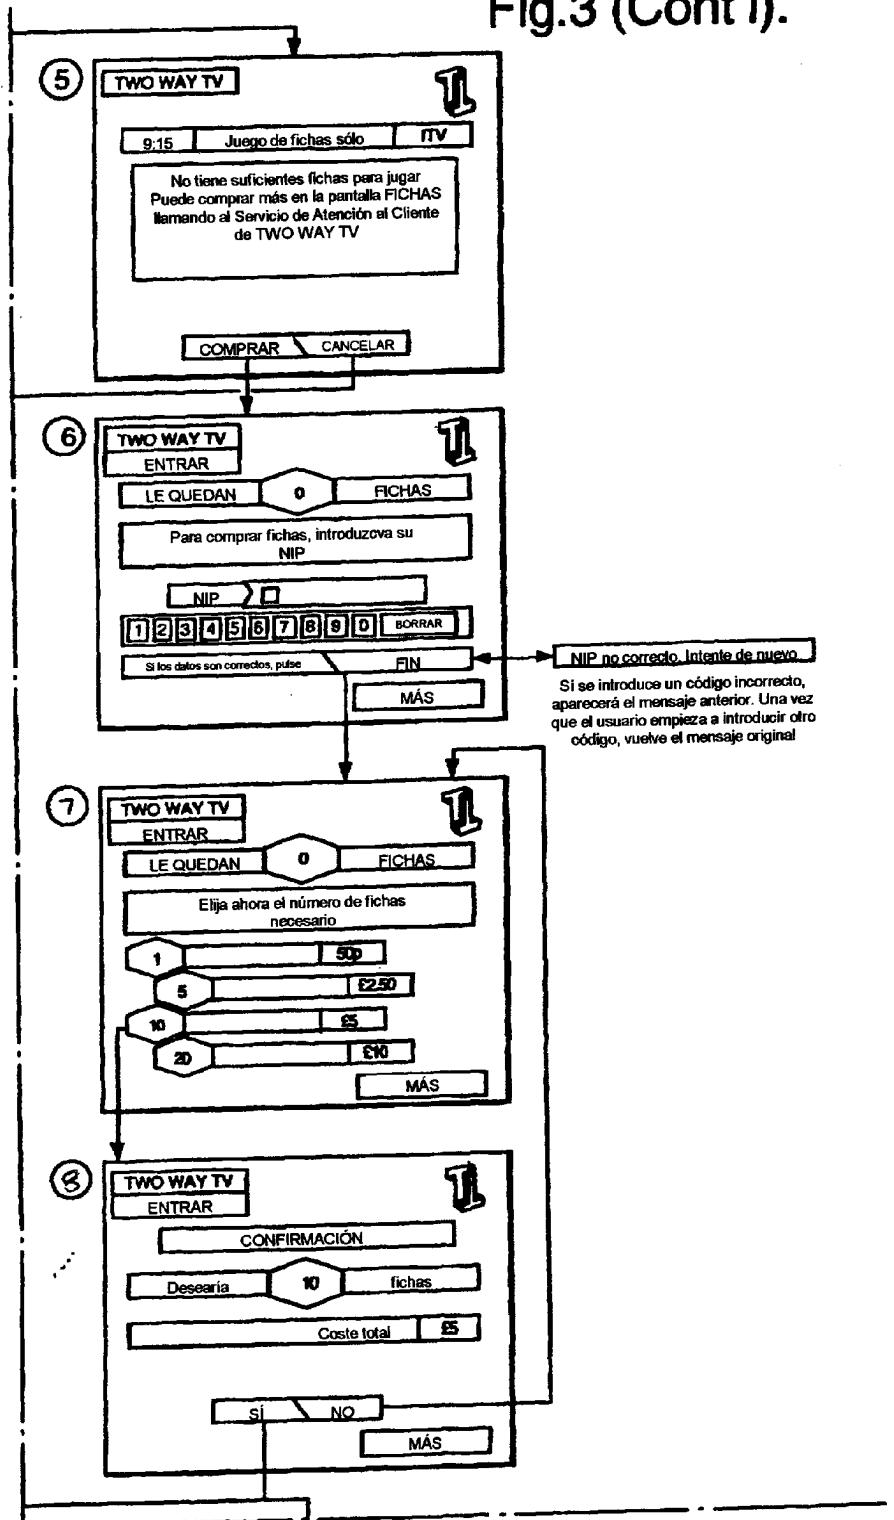 Fig.3 (Cont'l).
5
TWO WAY TV
9:15 Juego de fichas sólo ITV
No tiene suficientes fichas para jugar
Puede comprar más en la pantalla FICHAS
llamando al Servicio de Atención al Cliente
de TWO WAY TV
COMPRAR CANCELAR
6
TWO WAY TV
ENTRAR
LE QUEDAN 0 FICHAS
Para comprar fichas, introduzcva su
NIP
NIP
1 2 3 4 5 6 7 8 9 0 BORRAR
Si los datos son correctos, pulse FIN
MÁS
NIP no correcto. Intente de nuevo
Si se introduce un código incorrecto,
aparecerá el mensaje anterior. Una vez
que el usuario empieza a introducir otro
código, vuelve el mensaje original
7
TWO WAY TV
ENTRAR
LE QUEDAN 0 FICHAS
Elija ahora el número de fichas
necesario
1 50p
5 £2.50
10 £5
20 £10
MÁS
8
TWO WAY TV
ENTRAR
CONFIRMACIÓN
Desearía 10 fichas
Coste total £5
SÍ NO
MÁS